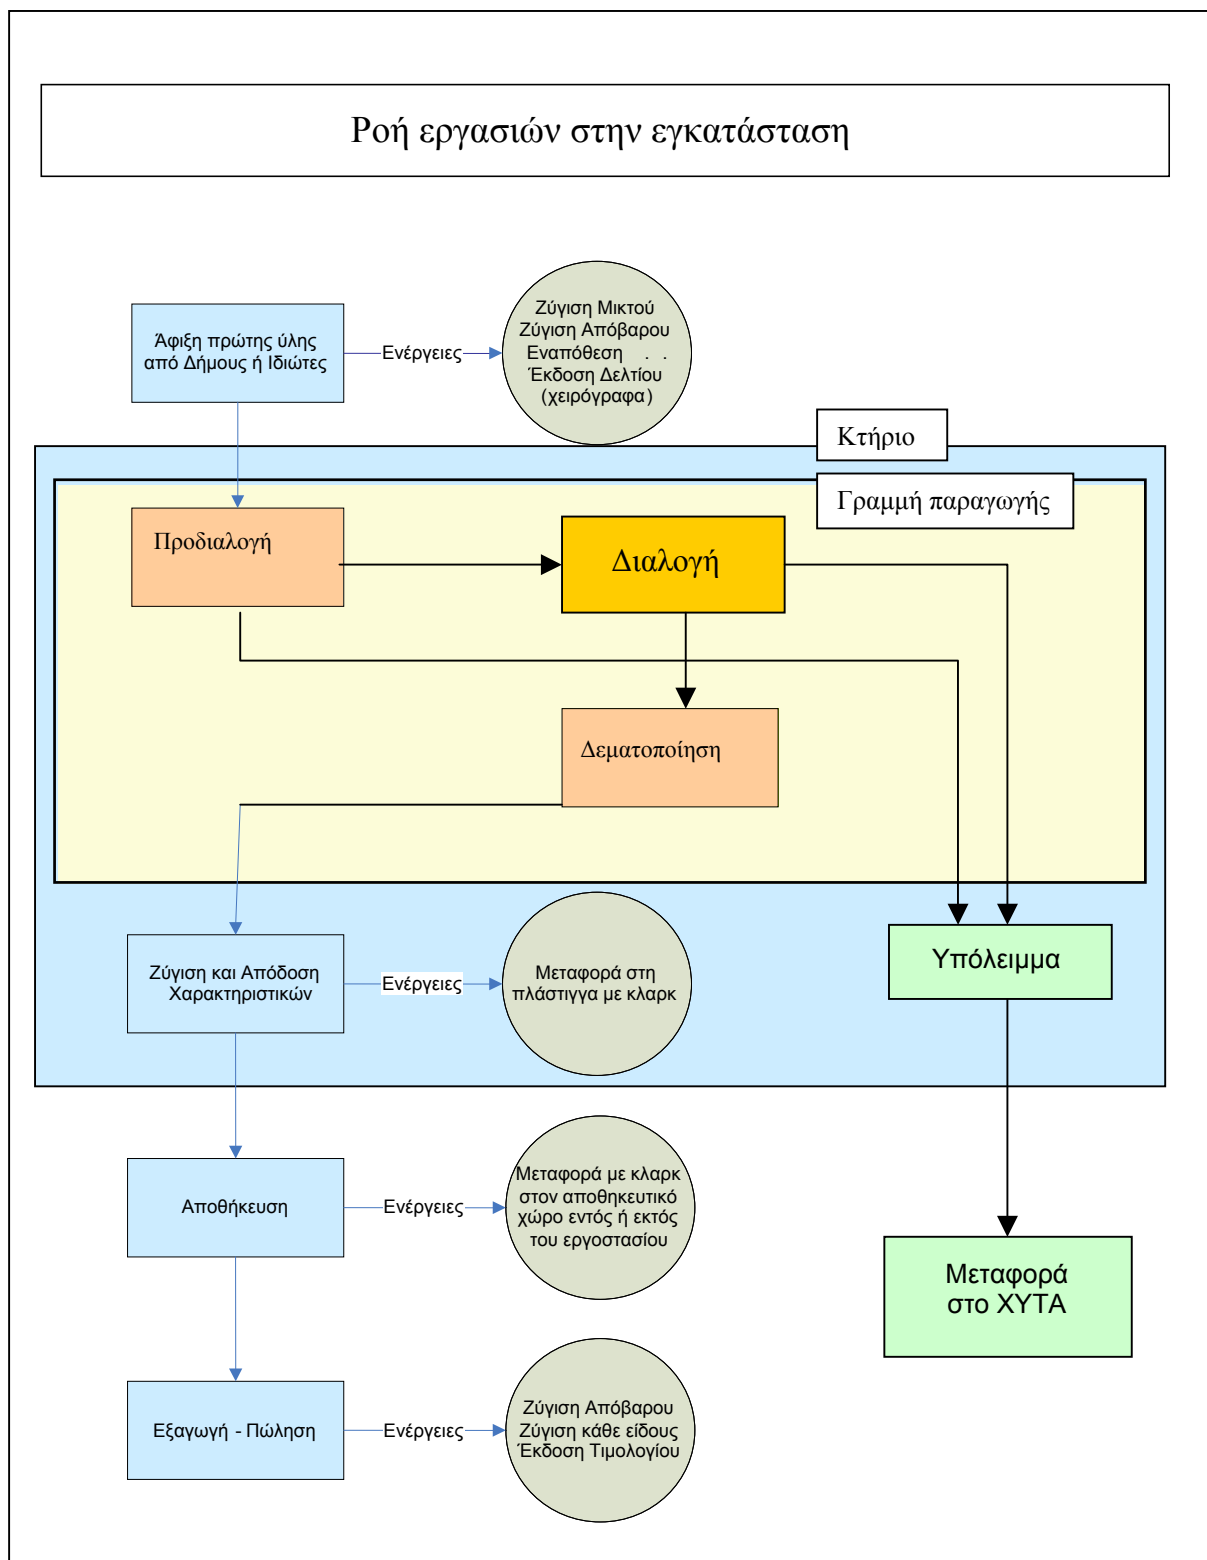 Ροή εργασιών στην εγκατάσταση
Άφιξη πρώτης ύλης
από Δήμους ή Ιδιώτες
Ενέργειες
Ζύγιση Μικτού
Ζύγιση Απόβαρου
Εναπόθεση . .
Έκδοση Δελτίου
(χειρόγραφα)
Κτήριο
Γραμμή παραγωγής
Προδιαλογή
Διαλογή
Δεματοποίηση
Ζύγιση και Απόδοση
Χαρακτηριστικών
Ενέργειες
Μεταφορά στη
πλάστιγγα με κλαρκ
Υπόλειμμα
Αποθήκευση
Ενέργειες
Μεταφορά με κλαρκ
στον αποθηκευτικό
χώρο εντός ή εκτός
του εργοστασίου
Μεταφορά
στο ΧΥΤΑ
Εξαγωγή - Πώληση
Ενέργειες
Ζύγιση Απόβαρου
Ζύγιση κάθε είδους
Έκδοση Τιμολογίου